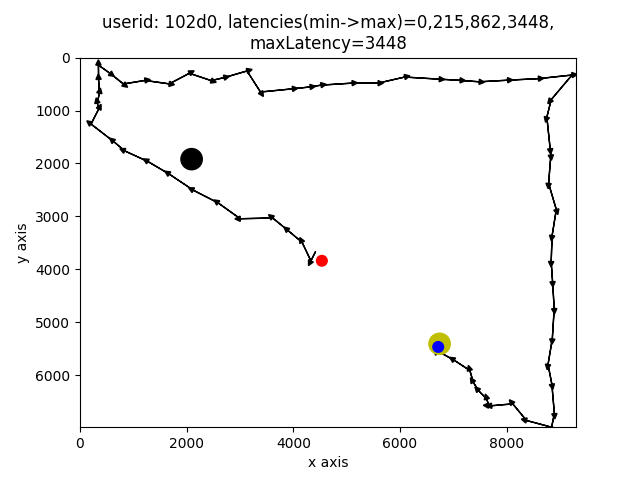 userid: 102d0, latencies(min->max)=0,215,862,3448,
maxLatency=3448
0
1000
2000
3000
4000
5000
6000
y axis
0 2000 4000 6000 8000
x axis